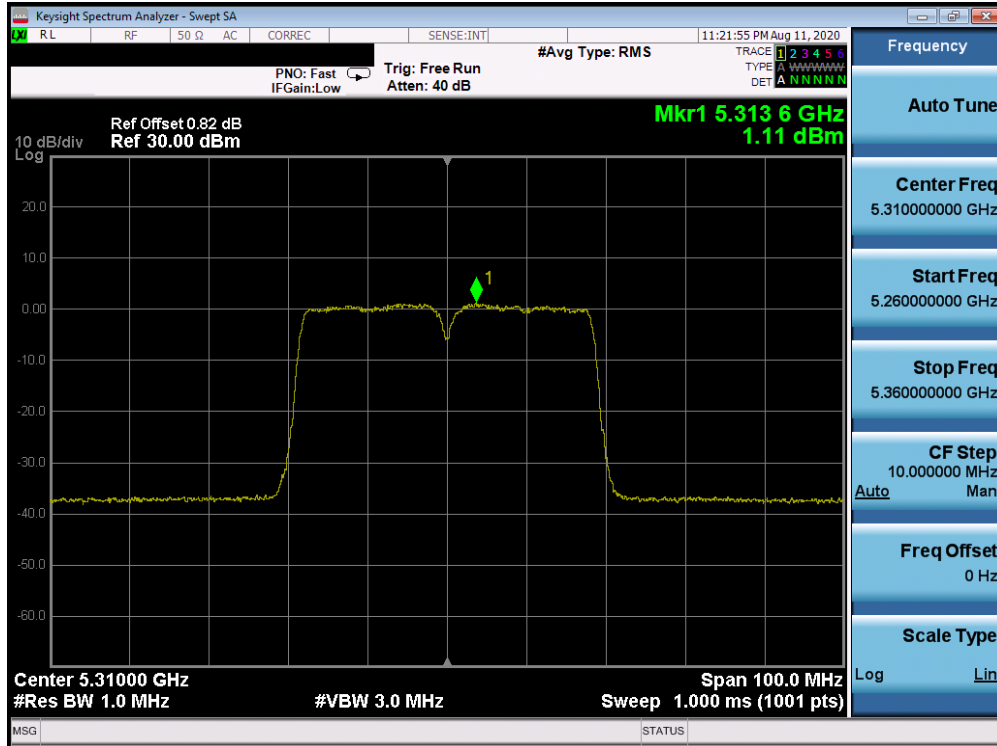 Keysight Spectrum Analyzer - Swept SA
LXI RL RF 50 Ω AC CORREC SENSE:INT 11:21:55 PM Aug 11, 2020
#Avg Type: RMS TRACE 1 2 3 4 5 6
TYPE A WWWWW
DET A N N N N N
PNO: Fast Trig: Free Run
IFGain:Low Atten: 40 dB
Mkr1 5.313 6 GHz
1.11 dBm
Ref Offset 0.82 dB
10 dB/div Ref 30.00 dBm
Log
1
20.0
10.0
0.00
-10.0
-20.0
-30.0
-40.0
-50.0
-60.0
Center 5.31000 GHz Span 100.0 MHz
#Res BW 1.0 MHz #VBW 3.0 MHz Sweep 1.000 ms (1001 pts)
MSG STATUS
Frequency
Auto Tune
Center Freq
5.310000000 GHz
Start Freq
5.260000000 GHz
Stop Freq
5.360000000 GHz
CF Step
10.000000 MHz
Auto Man
Freq Offset
0 Hz
Scale Type
Log Lin